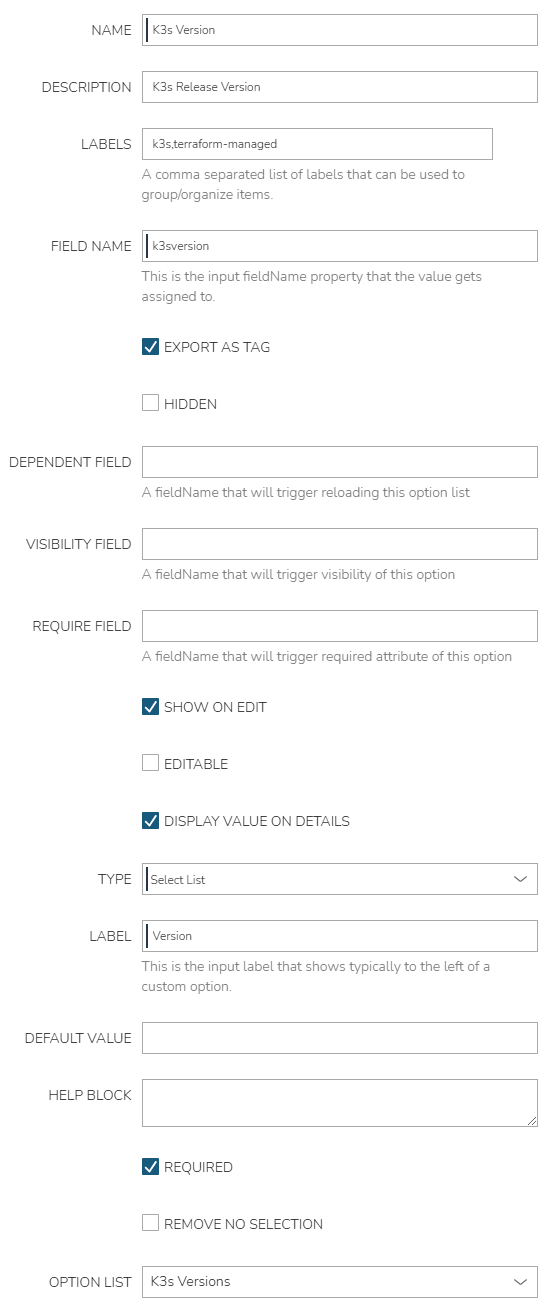 NAME K3s Version
DESCRIPTION K3s Release Version
LABELS k3s,terraform-managed
A comma separated list of labels that can be used to
group/organize items.
FIELD NAME k3sversion
This is the input fieldName property that the value gets
assigned to.
EXPORT AS TAG
HIDDEN
DEPENDENT FIELD
A fieldName that will trigger reloading this option list
VISIBILITY FIELD
A fieldName that will trigger visibility of this option
REQUIRE FIELD
A fieldName that will trigger required attribute of this option
SHOW ON EDIT
EDITABLE
DISPLAY VALUE ON DETAILS
TYPE Select List
LABEL Version
This is the input label that shows typically to the left of a
custom option.
DEFAULT VALUE
HELP BLOCK
REQUIRED
REMOVE NO SELECTION
OPTION LIST K3s Versions